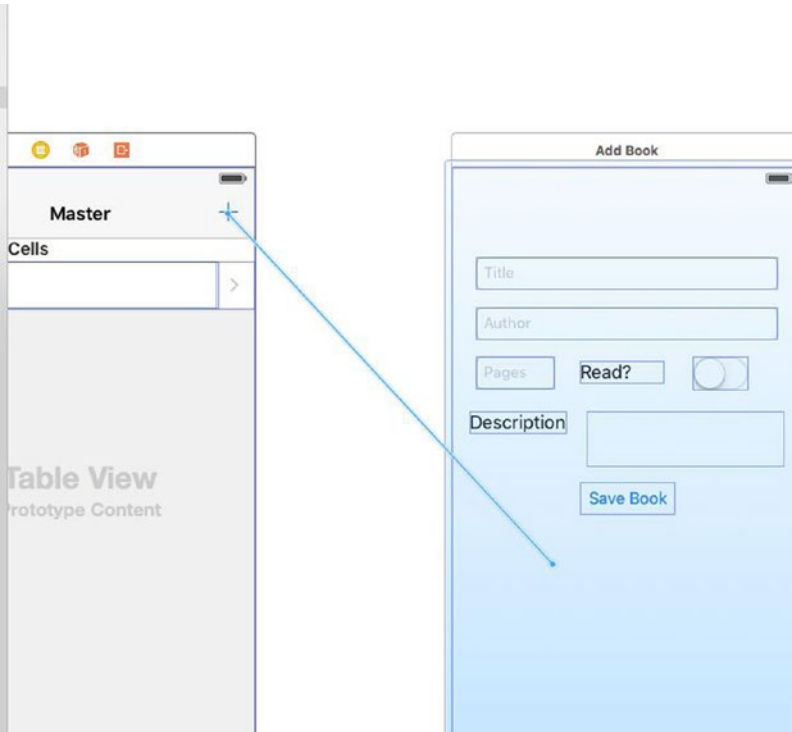 Add Book
Master
Cells
Title
Author
Pages
Read?
Description
Table View
Prototype Content
Save Book